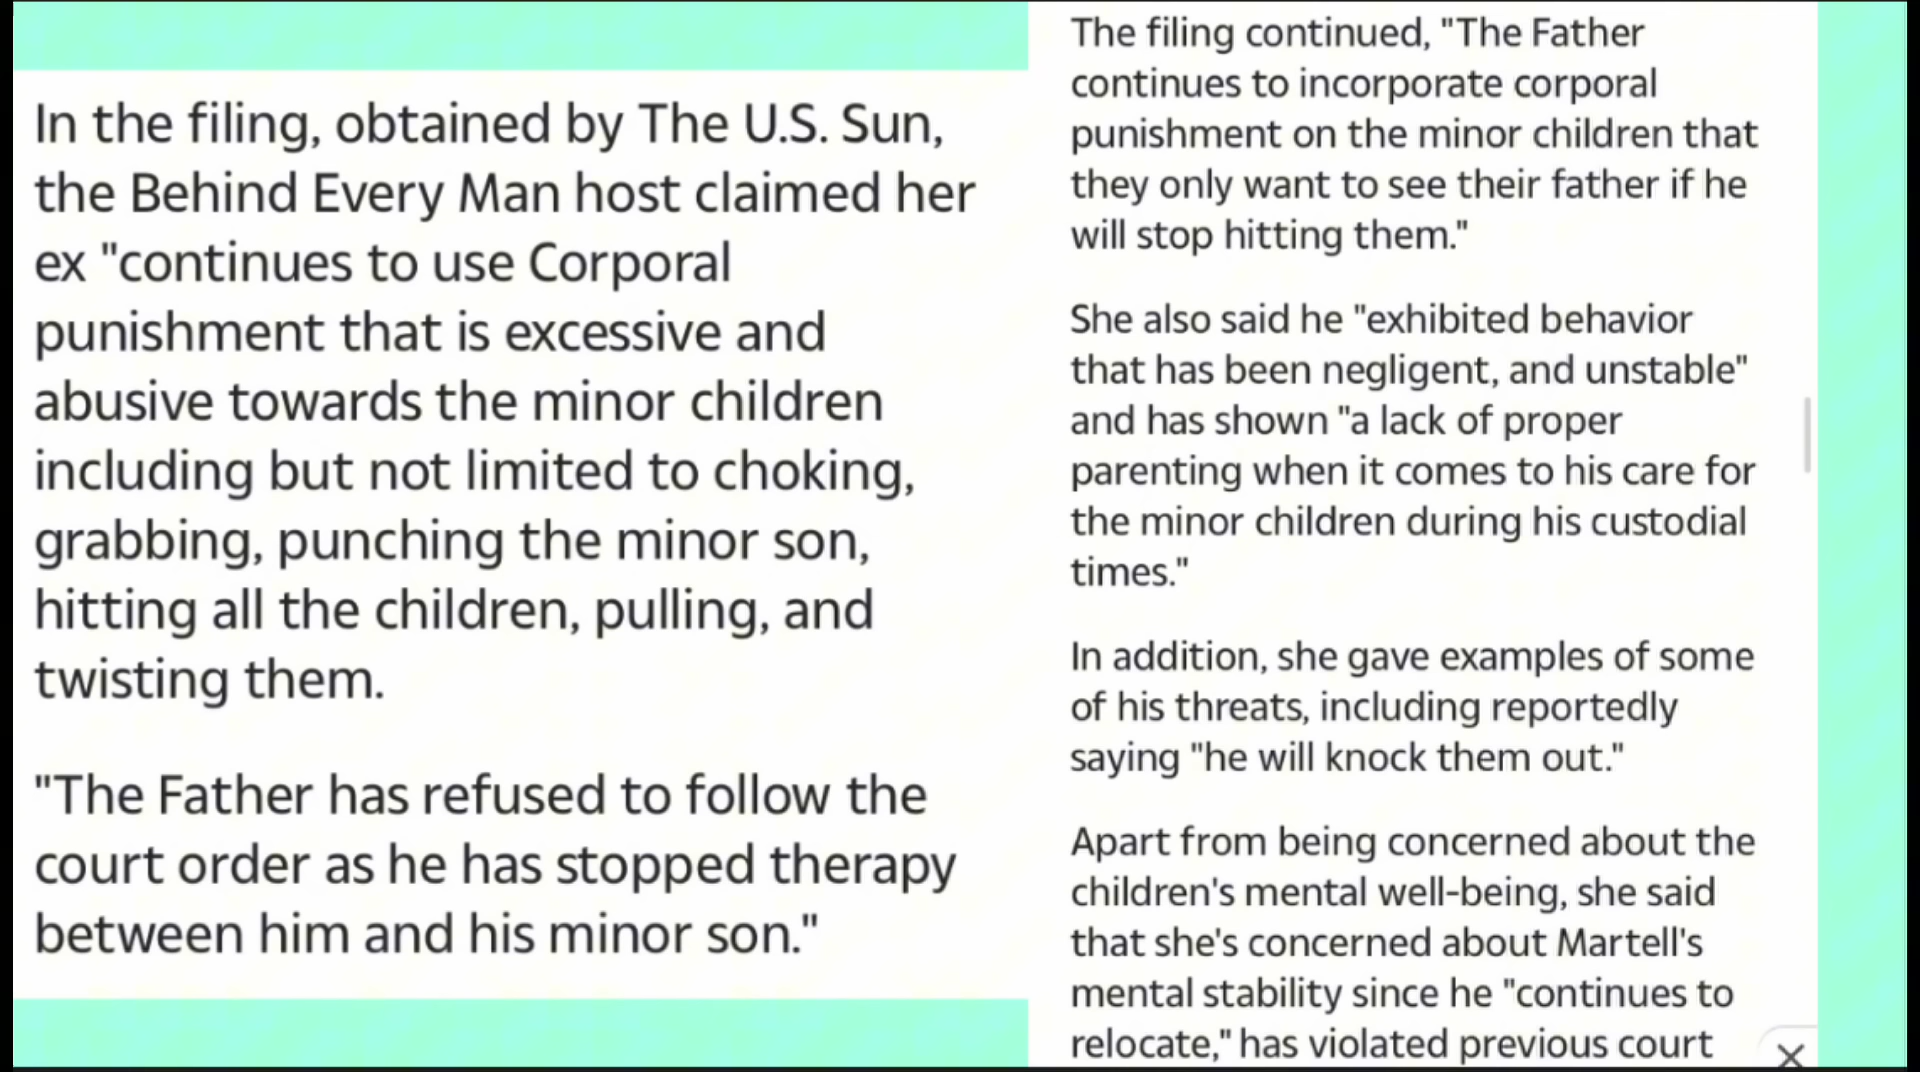 In the filing, obtained by The U.S. Sun,
the Behind Every Man host claimed her
ex "continues to use Corporal
punishment that is excessive and
abusive towards the minor children
including but not limited to choking,
grabbing, punching the minor son,
hitting all the children, pulling, and
twisting them.
"The Father has refused to follow the
court order as he has stopped therapy
between him and his minor son."
The filing continued, "The Father
continues to incorporate corporal
punishment on the minor children that
they only want to see their father if he
will stop hitting them."
She also said he "exhibited behavior
that has been negligent, and unstable"
and has shown "a lack of proper
parenting when it comes to his care for
the minor children during his custodial
times."
In addition, she gave examples of some
of his threats, including reportedly
saying "he will knock them out."
Apart from being concerned about the
children's mental well-being, she said
that she's concerned about Martell's
mental stability since he "continues to
relocate," has violated previous court